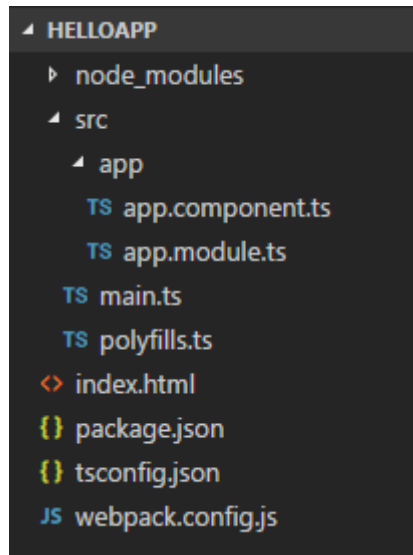 HELLOAPP
node_modules
src
app
TS app.component.ts
TS app.module.ts
TS main.ts
TS polyfills.ts
<> index.html
{} package.json
{} tsconfig.json
JS webpack.config.js